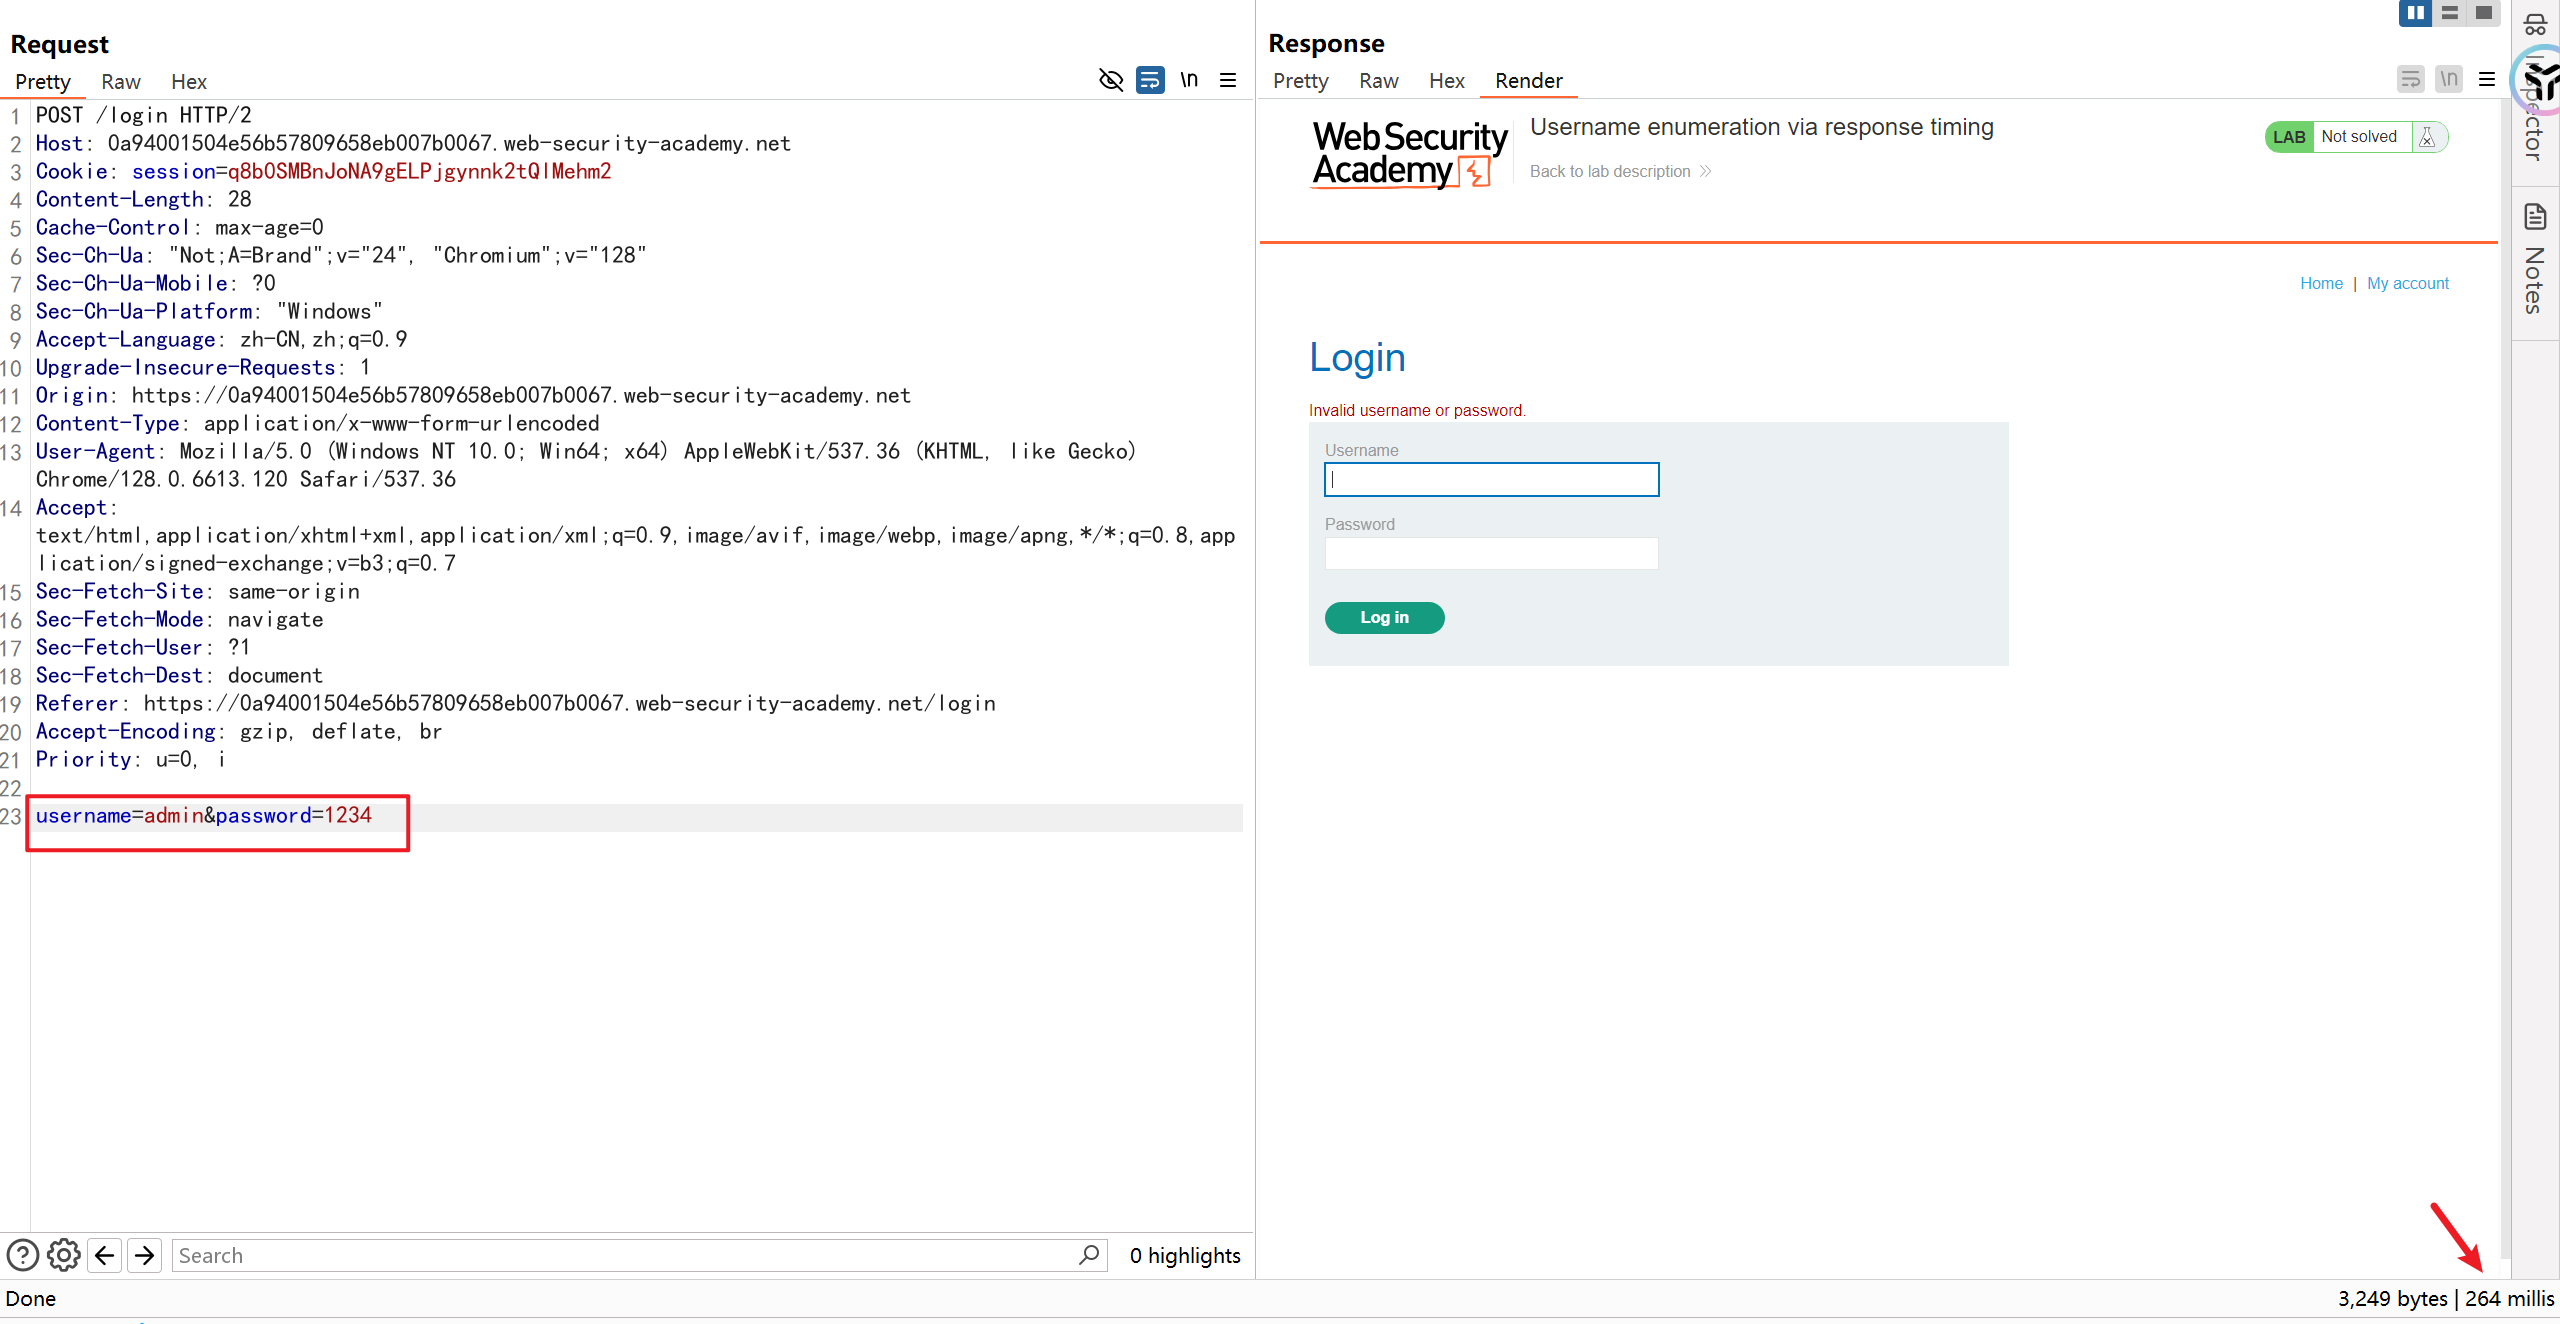 Request
Pretty Raw Hex
\n
1 POST /login HTTP/2
2 Host: 0a94001504e56b57809658eb007b0067.web-security-academy.net
3 Cookie: session=q8b0SMBnJoNA9gELPjgynnk2tQlMehm2
4 Content-Length: 28
5 Cache-Control: max-age=0
6 Sec-Ch-Ua: "Not;A=Brand";v="24", "Chromium";v="128"
7 Sec-Ch-Ua-Mobile: ?0
8 Sec-Ch-Ua-Platform: "Windows"
9 Accept-Language: zh-CN,zh;q=0.9
10 Upgrade-Insecure-Requests: 1
11 Origin: https://0a94001504e56b57809658eb007b0067.web-security-academy.net
12 Content-Type: application/x-www-form-urlencoded
13 User-Agent: Mozilla/5.0 (Windows NT 10.0; Win64; x64) AppleWebKit/537.36 (KHTML, like Gecko)
Chrome/128.0.6613.120 Safari/537.36
14 Accept:
text/html,application/xhtml+xml,application/xml;q=0.9,image/avif,image/webp,image/apng,*/*;q=0.8,app
lication/signed-exchange;v=b3;q=0.7
15 Sec-Fetch-Site: same-origin
16 Sec-Fetch-Mode: navigate
17 Sec-Fetch-User: ?1
18 Sec-Fetch-Dest: document
19 Referer: https://0a94001504e56b57809658eb007b0067.web-security-academy.net/login
20 Accept-Encoding: gzip, deflate, br
21 Priority: u=0, i
22
23 username=admin&password=1234
Search
0 highlights
Done
Response
Pretty Raw Hex Render
\n
Web Security
Academy
Username enumeration via response timing
Back to lab description
LAB Not solved
Home | My account
Login
Invalid username or password.
Username
Password
Log in
Inspector
Notes
3,249 bytes | 264 millis